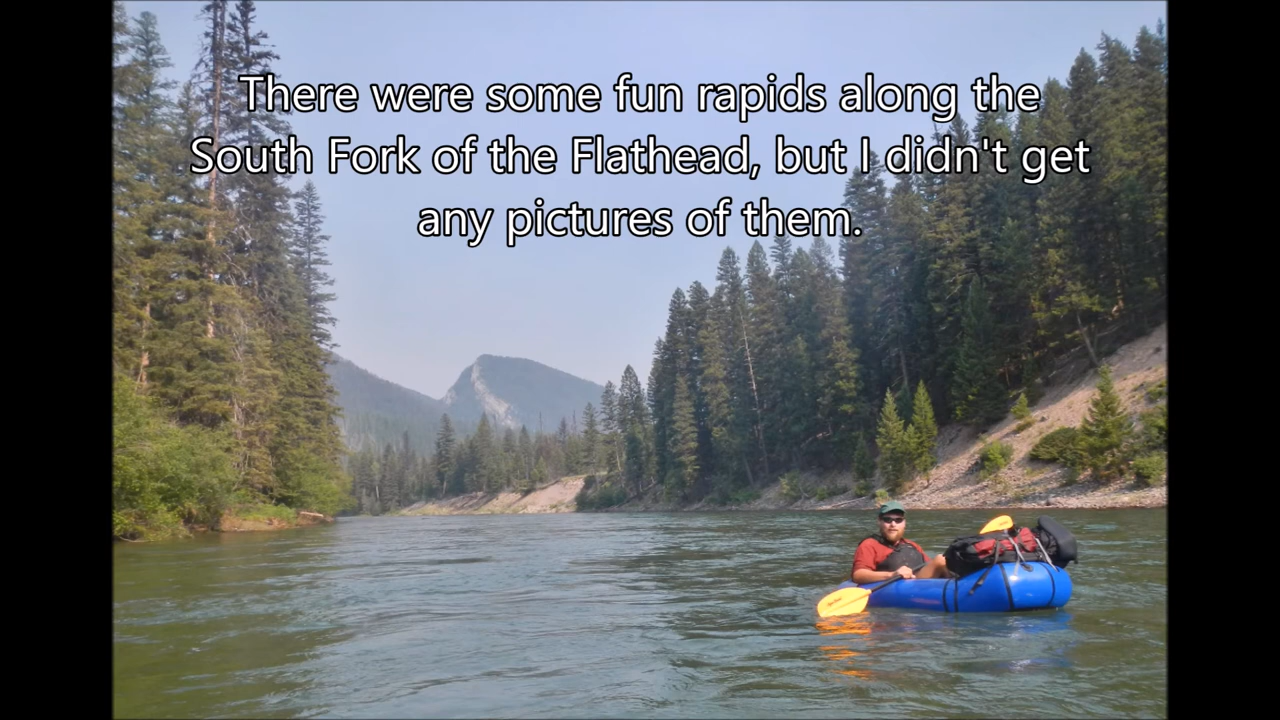 There were some fun rapids along the
South Fork of the Flathead, but I didn't get
any pictures of them.